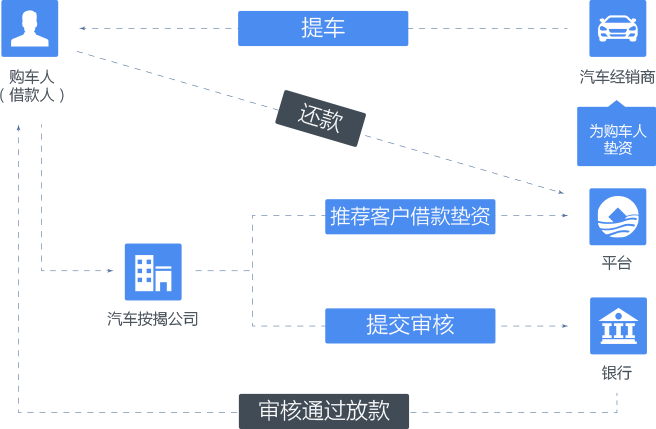 提车
购车人
（借款人）
汽车经销商
还款
为购车人
垫资
推荐客户借款垫资
平台
汽车按揭公司
提交审核
银行
审核通过放款